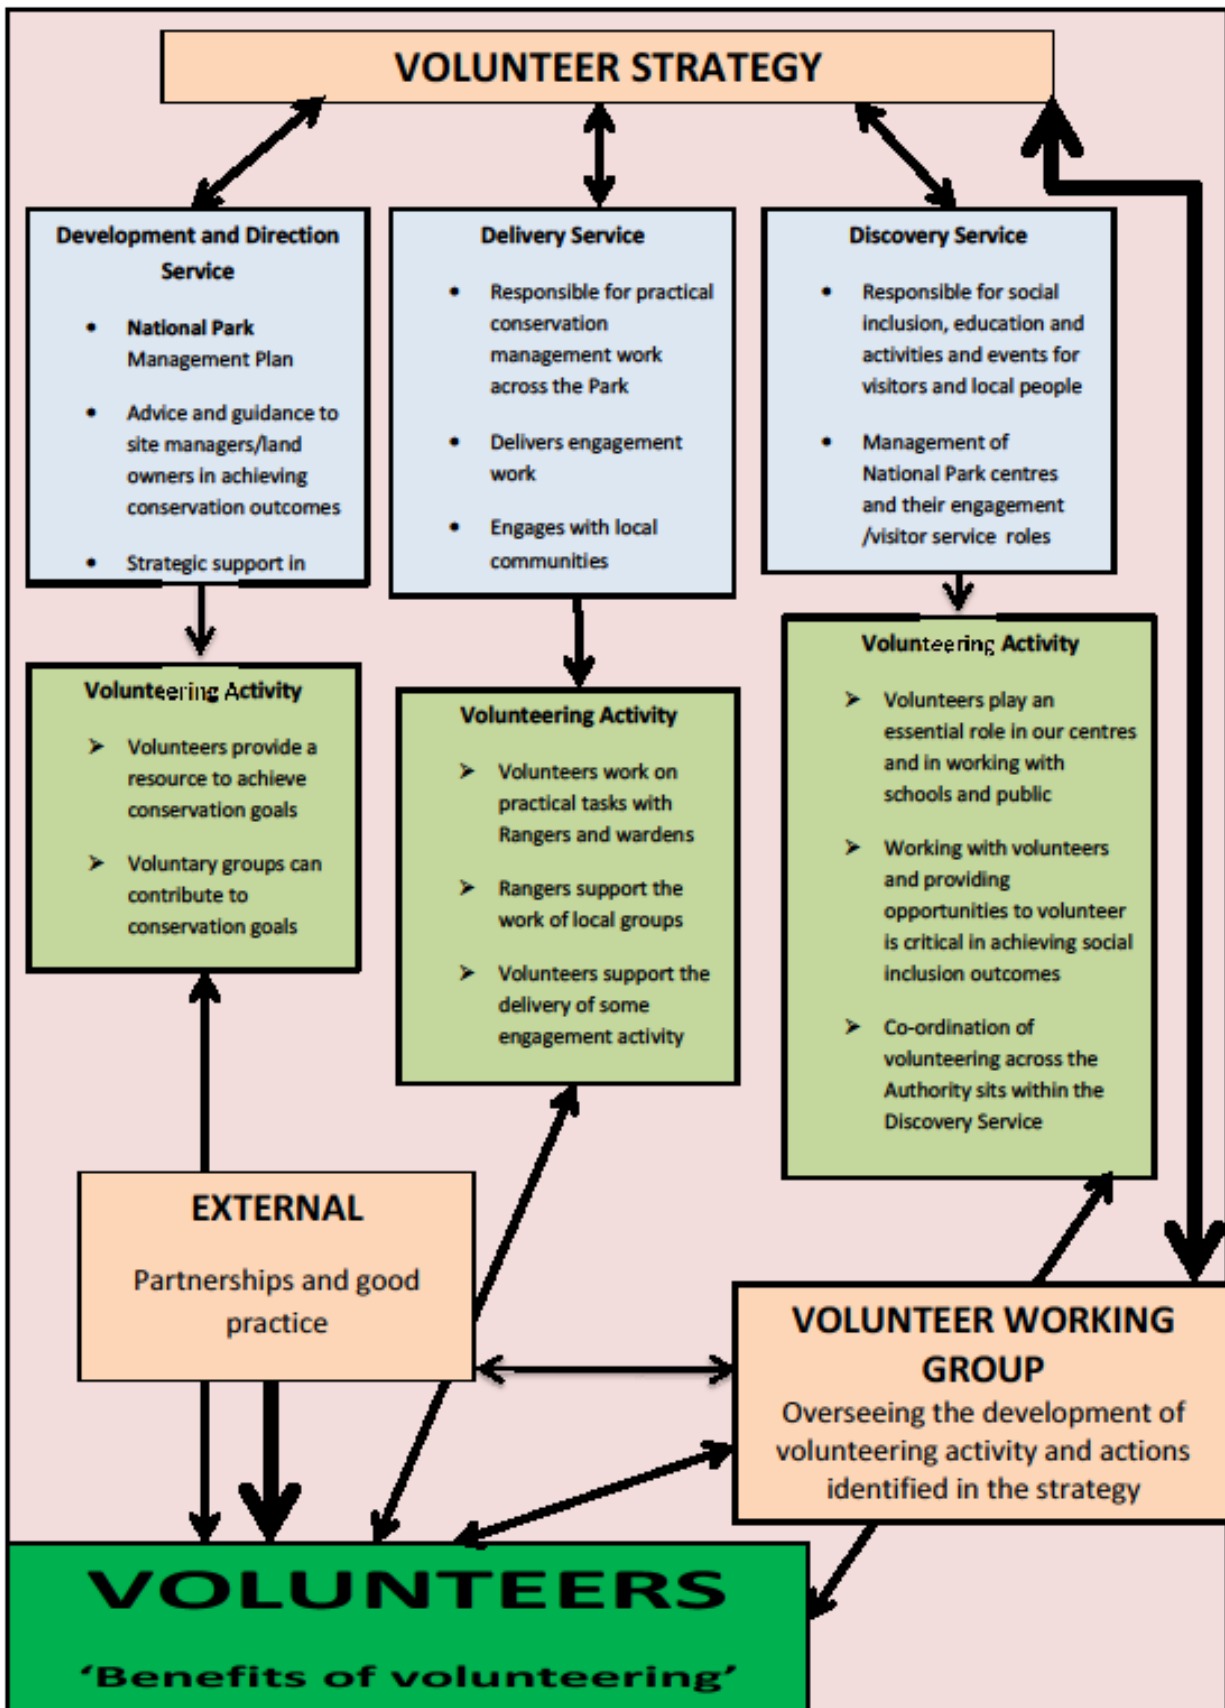 VOLUNTEER STRATEGY
Development and Direction
Service
• National Park
Management Plan
• Advice and guidance to
site managers/land
owners in achieving
conservation outcomes
• Strategic support in
Delivery Service
• Responsible for practical
conservation
management work
across the Park
• Delivers engagement
work
• Engages with local
communities
Discovery Service
• Responsible for social
inclusion, education and
activities and events for
visitors and local people
• Management of
National Park centres
and their engagement
/visitor service roles
Volunteering Activity
➢ Volunteers provide a
resource to achieve
conservation goals
➢ Voluntary groups can
contribute to
conservation goals
Volunteering Activity
➢ Volunteers work on
practical tasks with
Rangers and wardens
➢ Rangers support the
work of local groups
➢ Volunteers support the
delivery of some
engagement activity
Volunteering Activity
➢ Volunteers play an
essential role in our centres
and in working with
schools and public
➢ Working with volunteers
and providing
opportunities to volunteer
is critical in achieving social
inclusion outcomes
➢ Co-ordination of
volunteering across the
Authority sits within the
Discovery Service
EXTERNAL
Partnerships and good
practice
VOLUNTEER WORKING
GROUP
Overseeing the development of
volunteering activity and actions
identified in the strategy
VOLUNTEERS
‘Benefits of volunteering’